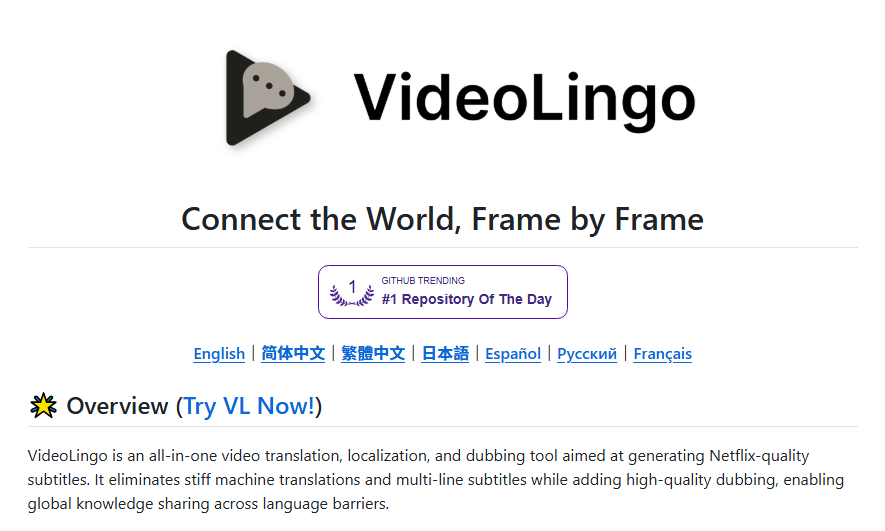 VideoLingo
Connect the World, Frame by Frame
1
GITHUB TRENDING
#1 Repository Of The Day
English | 简体中文 | 繁體中文 | 日本語 | Español | Русский | Français
Overview (Try VL Now!)
VideoLingo is an all-in-one video translation, localization, and dubbing tool aimed at generating Netflix-quality
subtitles. It eliminates stiff machine translations and multi-line subtitles while adding high-quality dubbing, enabling
global knowledge sharing across language barriers.